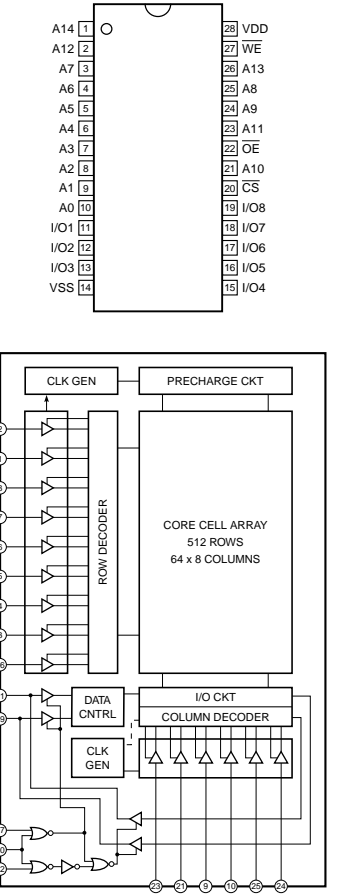 A14 1 28 VDD
A12 2 27 WE
A7 3 26 A13
A6 4 25 A8
A5 5 24 A9
A4 6 23 A11
A3 7 22 OE
A2 8 21 A10
A1 9 20 CS
A0 10 19 I/O8
I/O1 11 18 I/O7
I/O2 12 17 I/O6
I/O3 13 16 I/O5
VSS 14 15 I/O4
CLK GEN
PRECHARGE CKT
ROW DECODER
CORE CELL ARRAY
512 ROWS
64 x 8 COLUMNS
DATA
CNTRL
I/O CKT
COLUMN DECODER
CLK
GEN
23 21 9 10 25 24